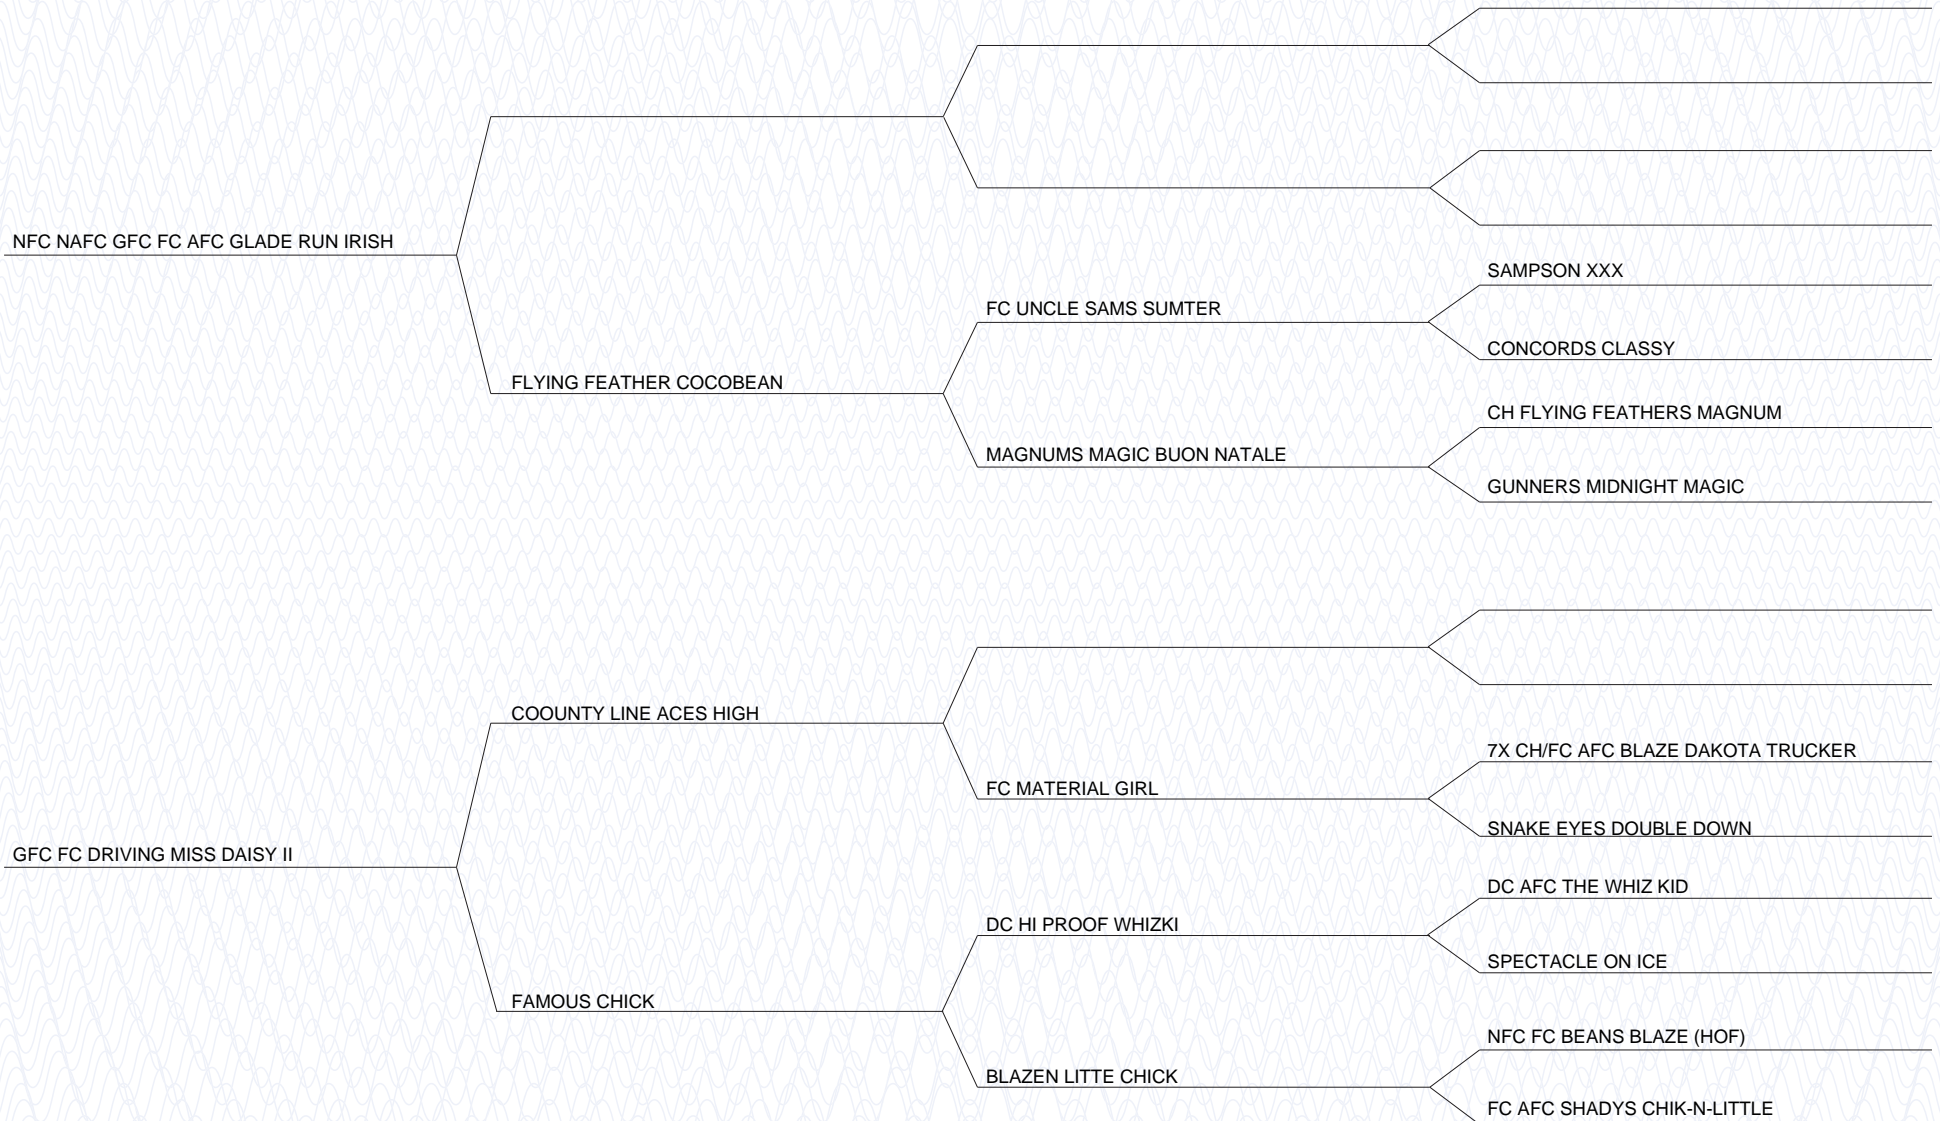 NFC NAFC GFC FC AFC GLADE RUN IRISH
SAMPSON XXX
FC UNCLE SAMS SUMTER
CONCORDS CLASSY
FLYING FEATHER COCOBEAN
CH FLYING FEATHERS MAGNUM
MAGNUMS MAGIC BUON NATALE
GUNNERS MIDNIGHT MAGIC
COOUNTY LINE ACES HIGH
7X CH/FC AFC BLAZE DAKOTA TRUCKER
FC MATERIAL GIRL
SNAKE EYES DOUBLE DOWN
GFC FC DRIVING MISS DAISY II
DC AFC THE WHIZ KID
DC HI PROOF WHIZKI
SPECTACLE ON ICE
FAMOUS CHICK
NFC FC BEANS BLAZE (HOF)
BLAZEN LITTE CHICK
FC AFC SHADYS CHIK-N-LITTLE